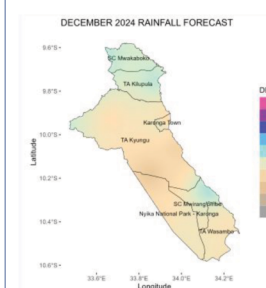 DECEMBER 2024 RAINFALL FORECAST
9.6°S
SC Mwakaboko
TA Kilupula
9.8°S
Karonga Town
10.0°S
TA Kyungu
Latitude
10.2°S
SC Mwirang'ombe
Nyika National Park - Karonga
10.4°S
TA Wasambo
10.6°S
33.6°E 33.8°E 34.0°E 34.2°E
Longitude